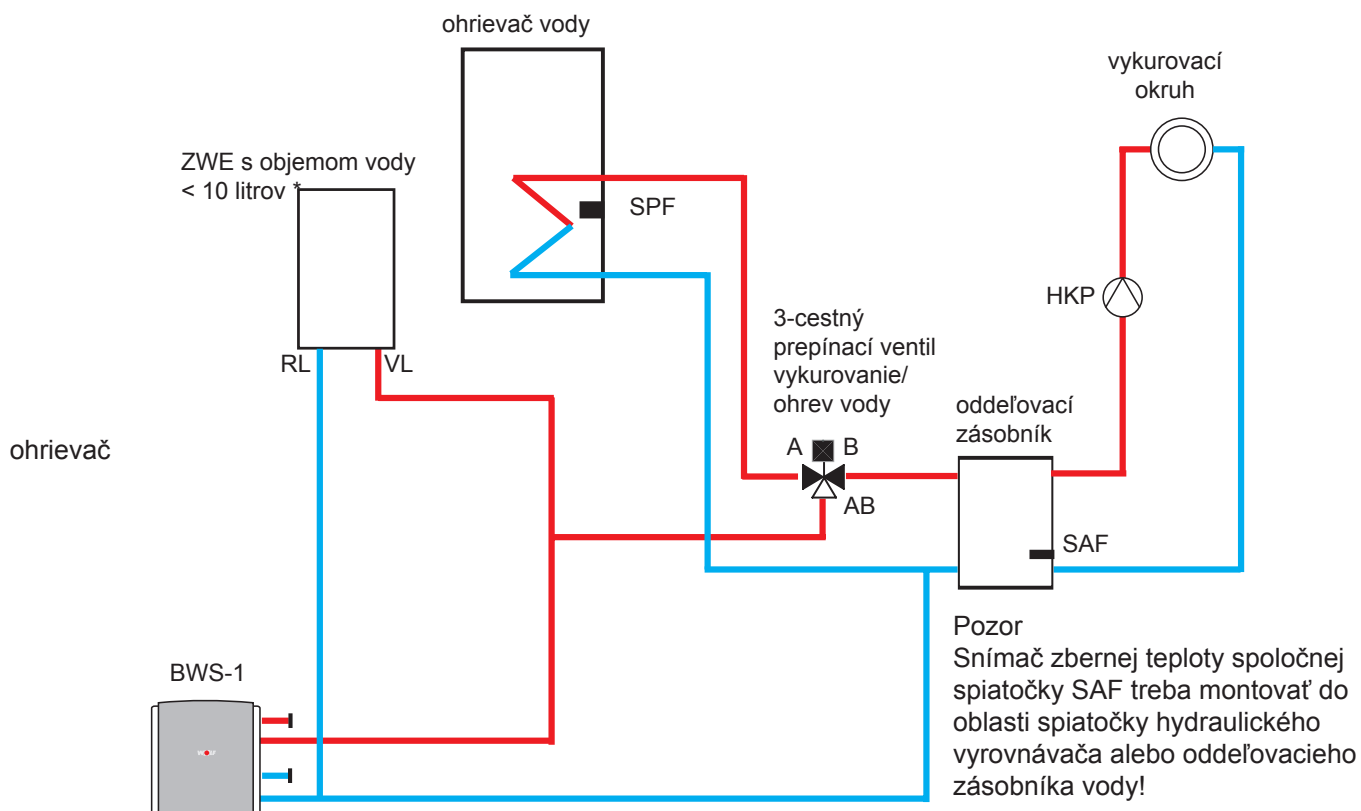 ohrievač vody
vykurovací
okruh
ZWE s objemom vody
< 10 litrov *
SPF
HKP
3-cestný
prepínací ventil
vykurovanie/
ohrev vody
RL
VL
oddeľovací
zásobník
ohrievač
A
B
AB
SAF
Pozor
Snímač zbernej teploty spoločnej
spiatočky SAF treba montovať do
oblasti spiatočky hydraulického
vyrovnávača alebo oddeľovacieho
zásobníka vody!
BWS-1